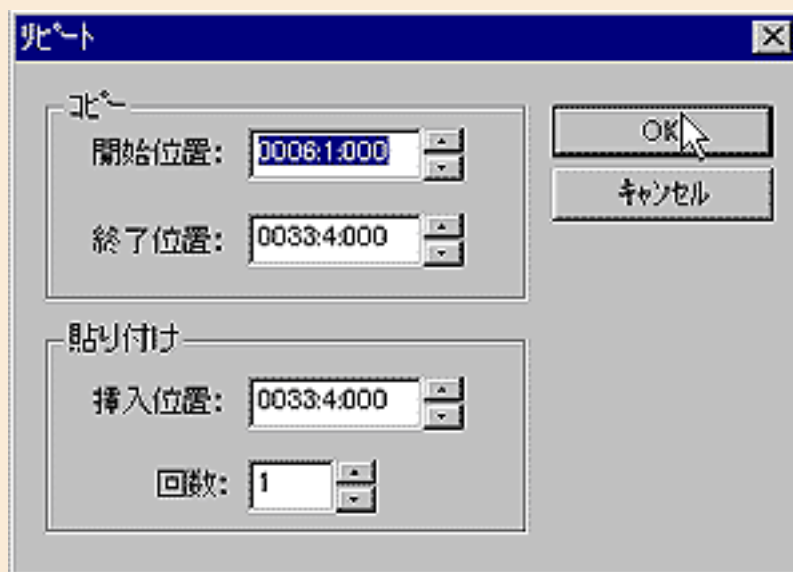 ﾘﾋﾟｰﾄ
ｺﾋﾟｰ
開始位置： 0006:1:000
OK
終了位置： 0033:4:000
ｷｬﾝｾﾙ
貼り付け
挿入位置： 0033:4:000
回数： 1